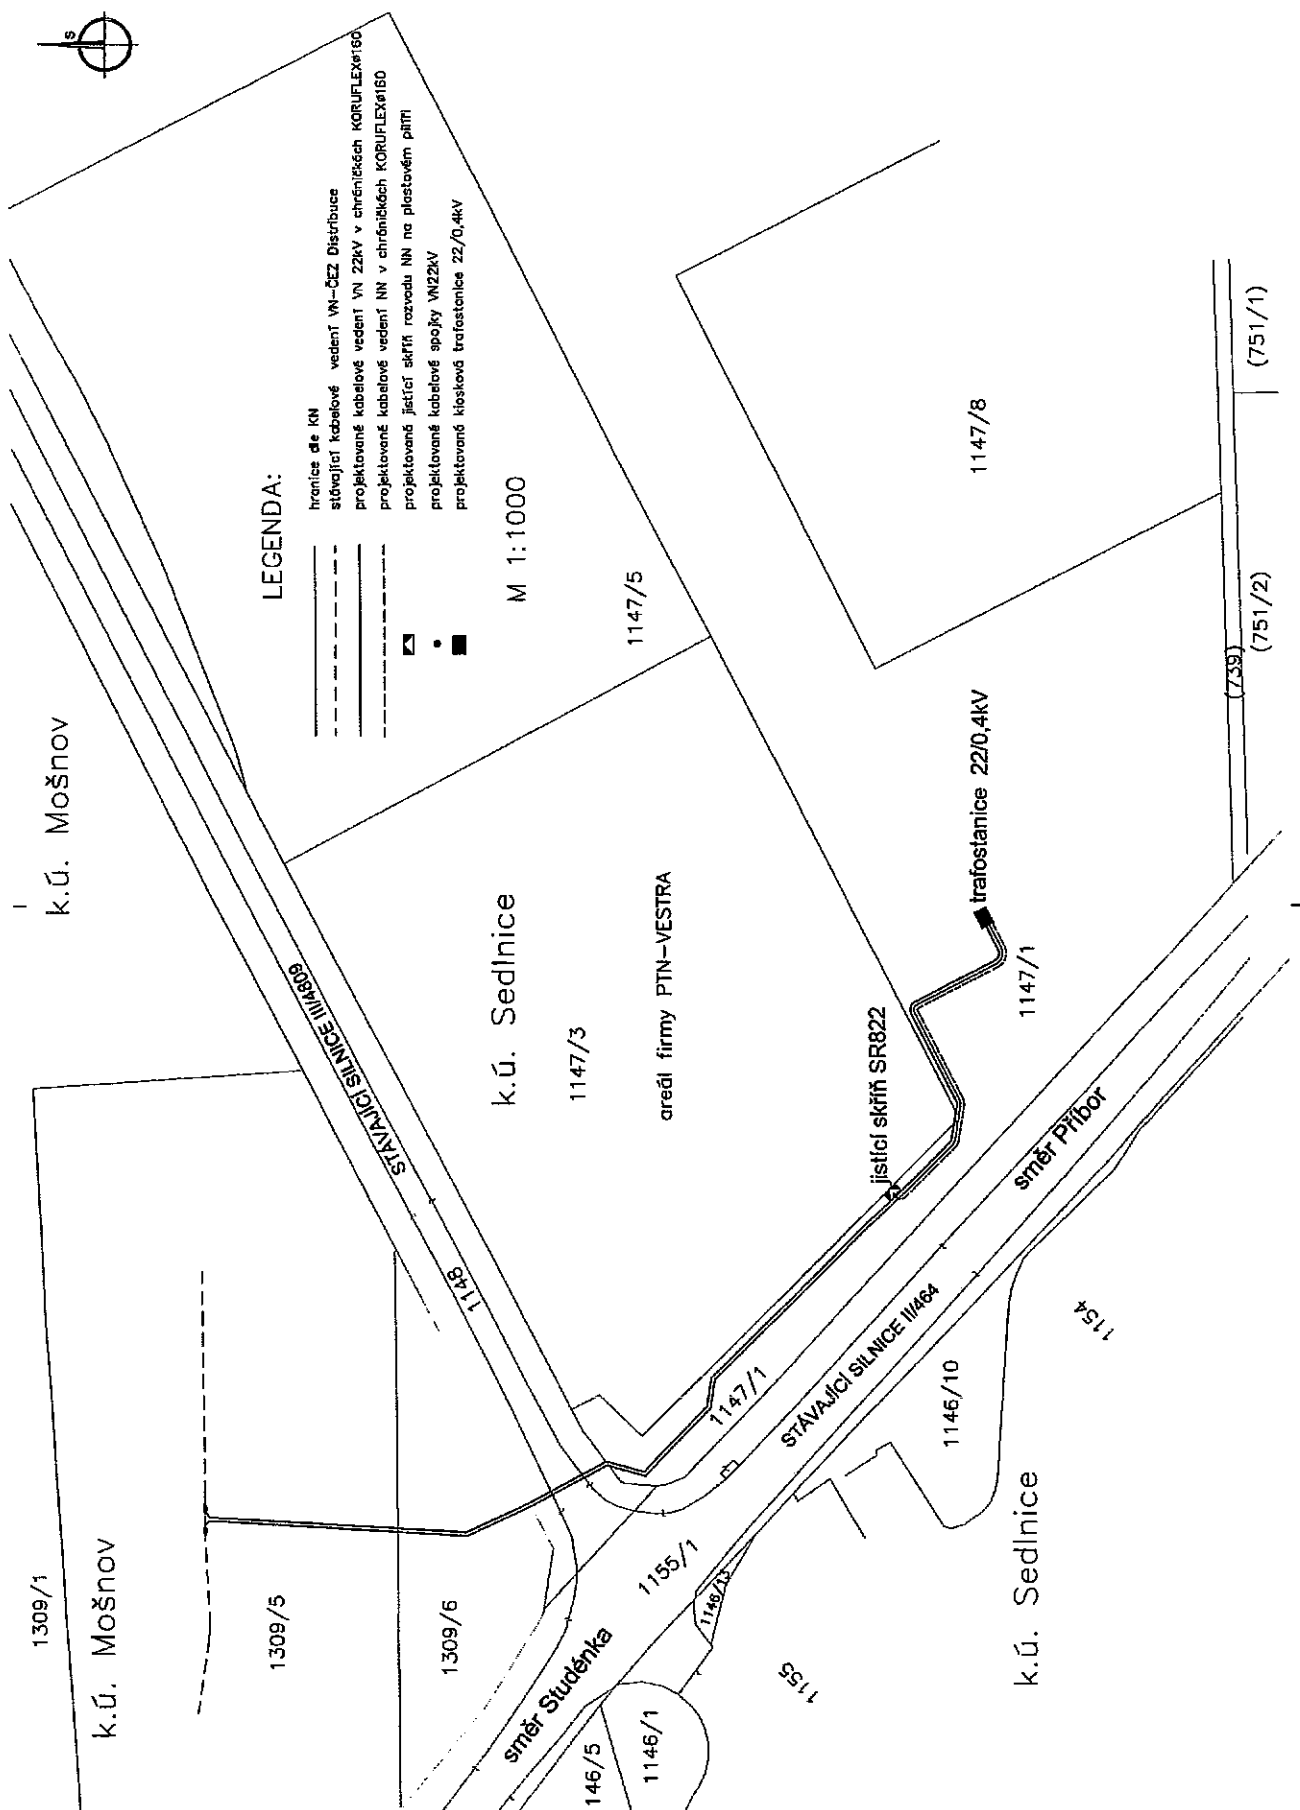 S
k.ú. Mošnov
LEGENDA:
hranice dle KN
stávající kabelové vedení VN-ČEZ Distribuce
projektované kabelové vedení VN 22kV v chráničkách KORUFLEXø160
projektované kabelové vedení NN v chráničkách KORUFLEXø160
projektovaná jistící skříň rozvodu NN na plastovém pilíři
projektované kabelové spojky VN22kV
projektovaná kiosková trafostanice 22/0,4kV
M 1:1000
1309/1
k.ú. Mošnov
1309/5
1309/6
STÁVAJÍCÍ SILNICE III/4809
1148
k.ú. Sedlnice
1147/3
areál firmy PTN-VESTRA
1147/5
1147/8
jistící skříň SR822
trafostanice 22/0,4kV
1147/1
1147/1
(739)
(751/2)
(751/1)
směr Studénka
1155/1
STÁVAJÍCÍ SILNICE II/464
směr Příbor
146/5
1146/1
1146/13
1155
1146/10
1154
k.ú. Sedlnice